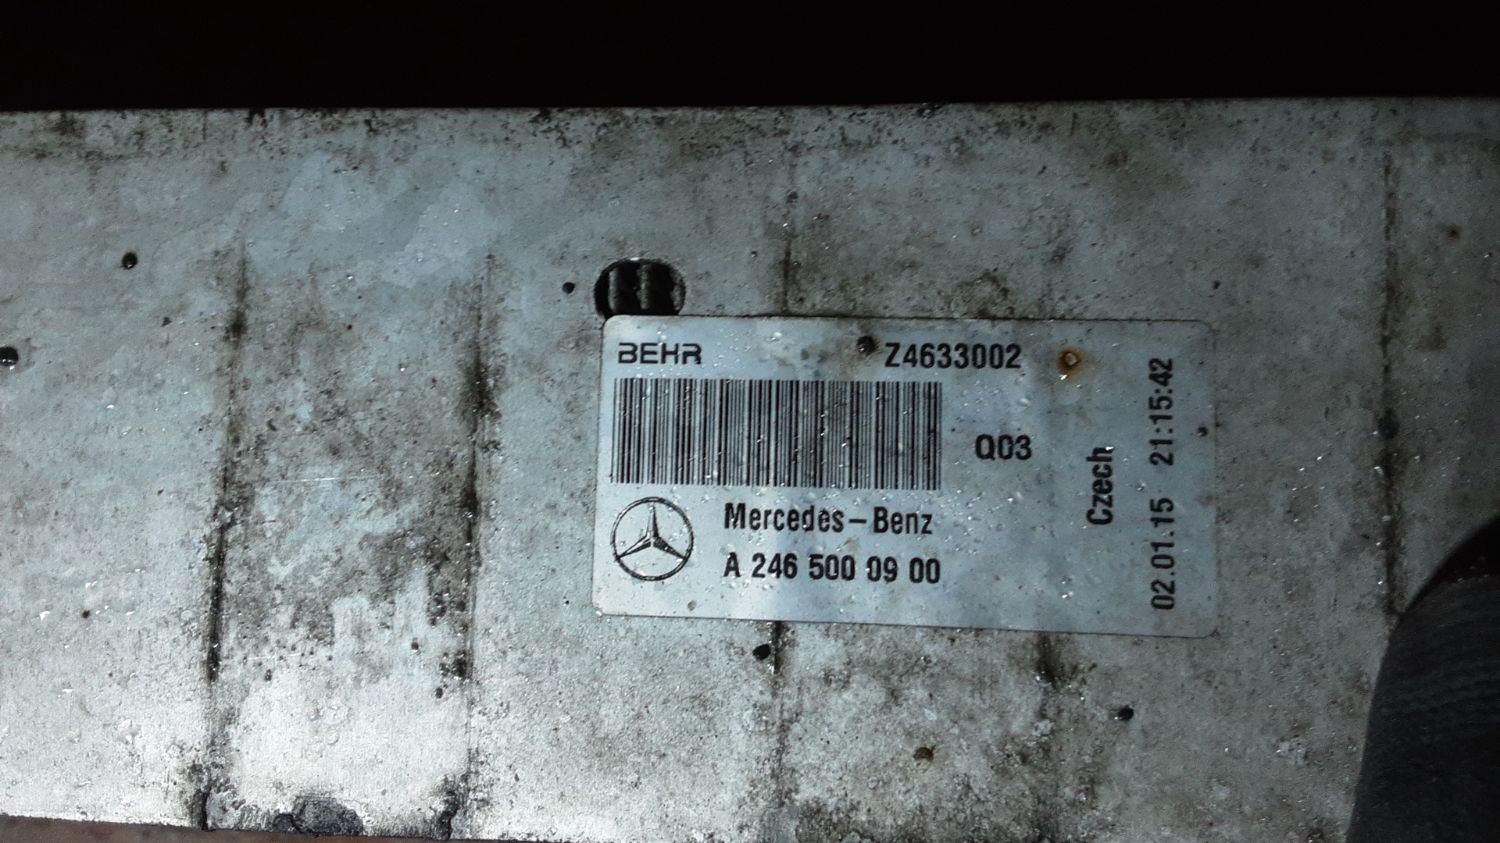 BEHR
Z4633002
Q03
Mercedes-Benz
A 246 500 09 00
Czech
02.01.15 21:15:42